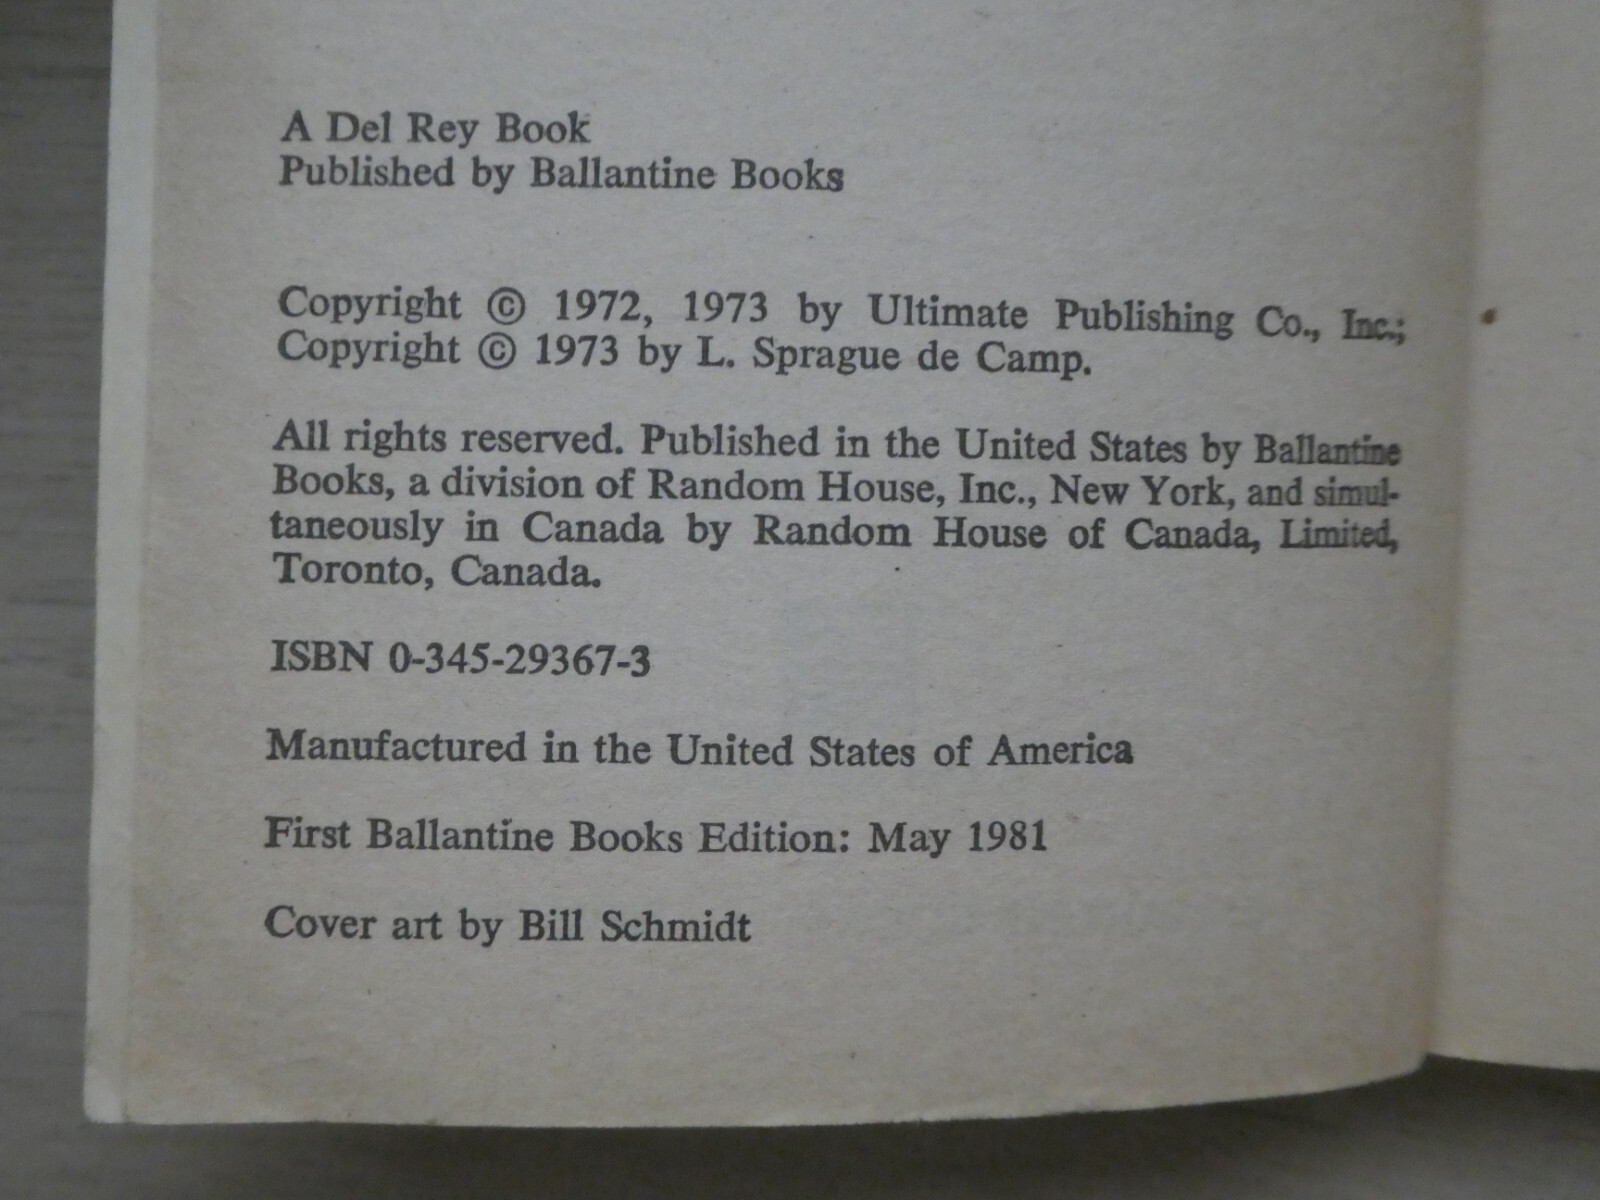 A Del Rey Book
Published by Ballantine Books
Copyright © 1972, 1973 by Ultimate Publishing Co., Inc.;
Copyright © 1973 by L. Sprague de Camp.
All rights reserved. Published in the United States by Ballantine
Books, a division of Random House, Inc., New York, and simul-
taneously in Canada by Random House of Canada, Limited,
Toronto, Canada.
ISBN 0-345-29367-3
Manufactured in the United States of America
First Ballantine Books Edition: May 1981
Cover art by Bill Schmidt